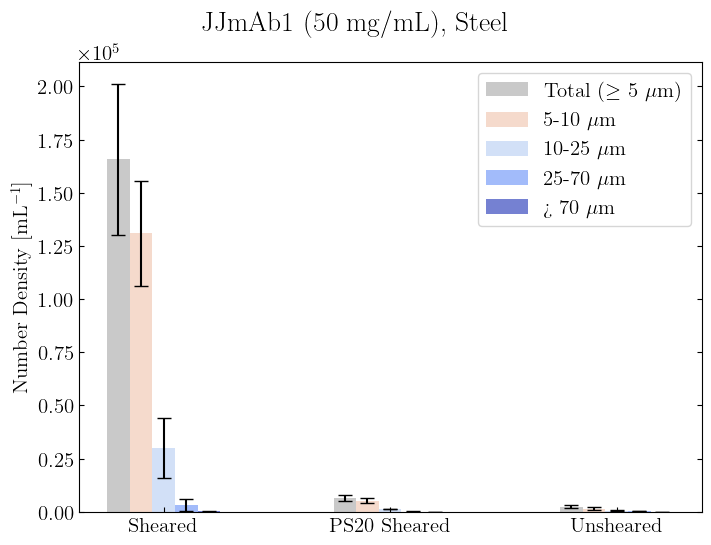 JJmAb1 (50 mg/mL), Steel
×10⁵
2.00
1.75
1.50
1.25
1.00
0.75
0.50
0.25
0.00
Number Density [mL⁻¹]
Total (≥ 5 μm)
5-10 μm
10-25 μm
25-70 μm
¿ 70 μm
Sheared
PS20 Sheared
Unsheared